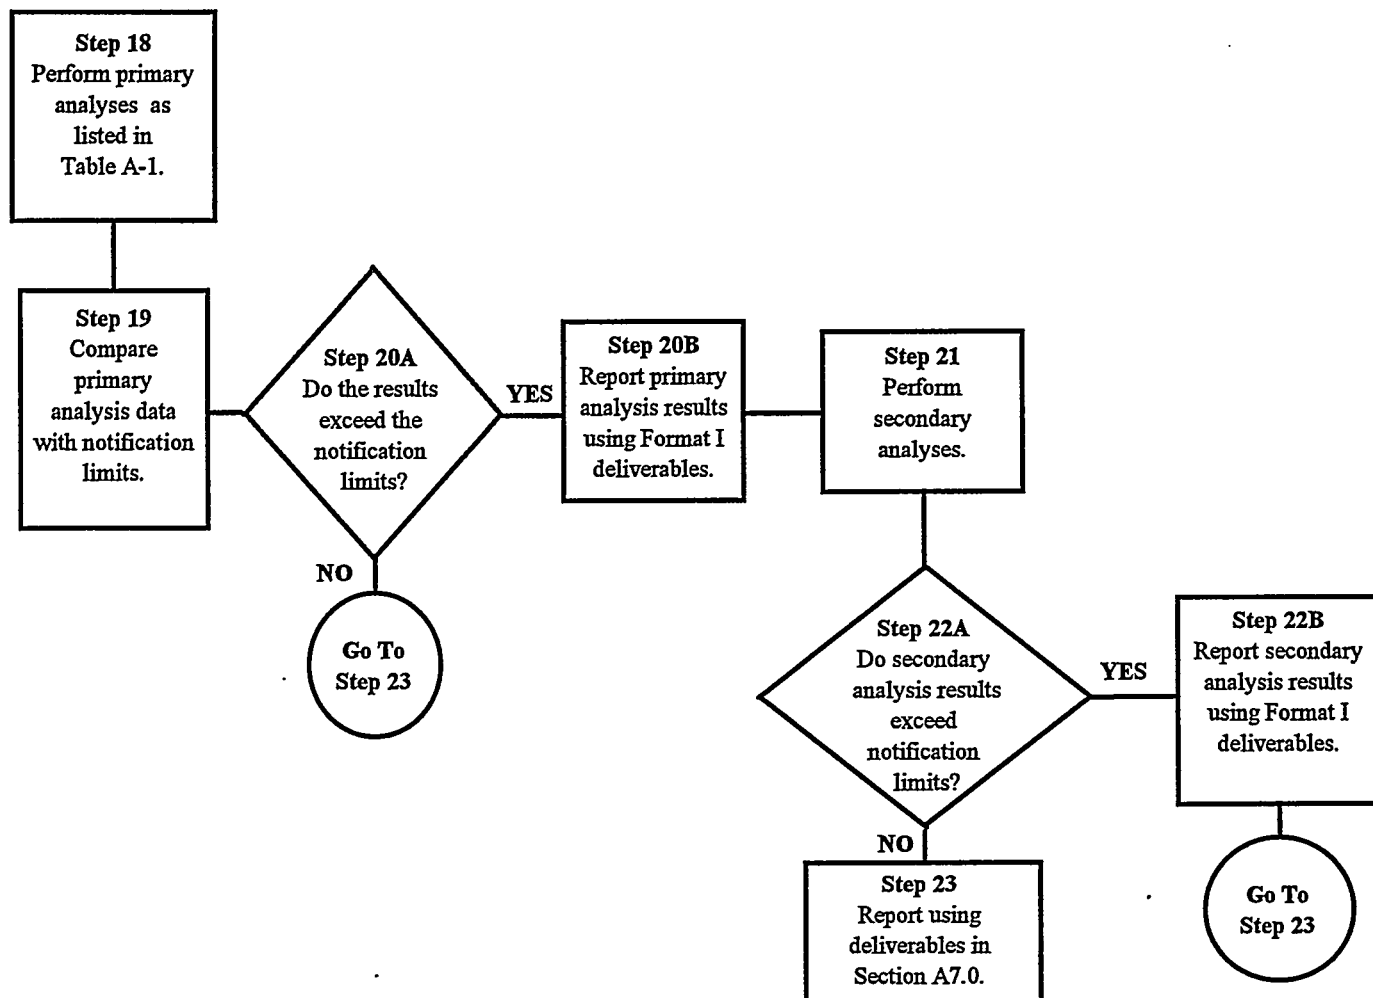 Step 18
Perform primary
analyses as
listed in
Table A-1.
Step 19
Compare
primary
analysis data
with notification
limits.
Step 20A
Do the results
exceed the
notification
limits?
YES
NO
Go To
Step 23
Step 20B
Report primary
analysis results
using Format I
deliverables.
Step 21
Perform
secondary
analyses.
Step 22A
Do secondary
analysis results
exceed
notification
limits?
YES
NO
Step 22B
Report secondary
analysis results
using Format I
deliverables.
Go To
Step 23
Step 23
Report using
deliverables in
Section A7.0.